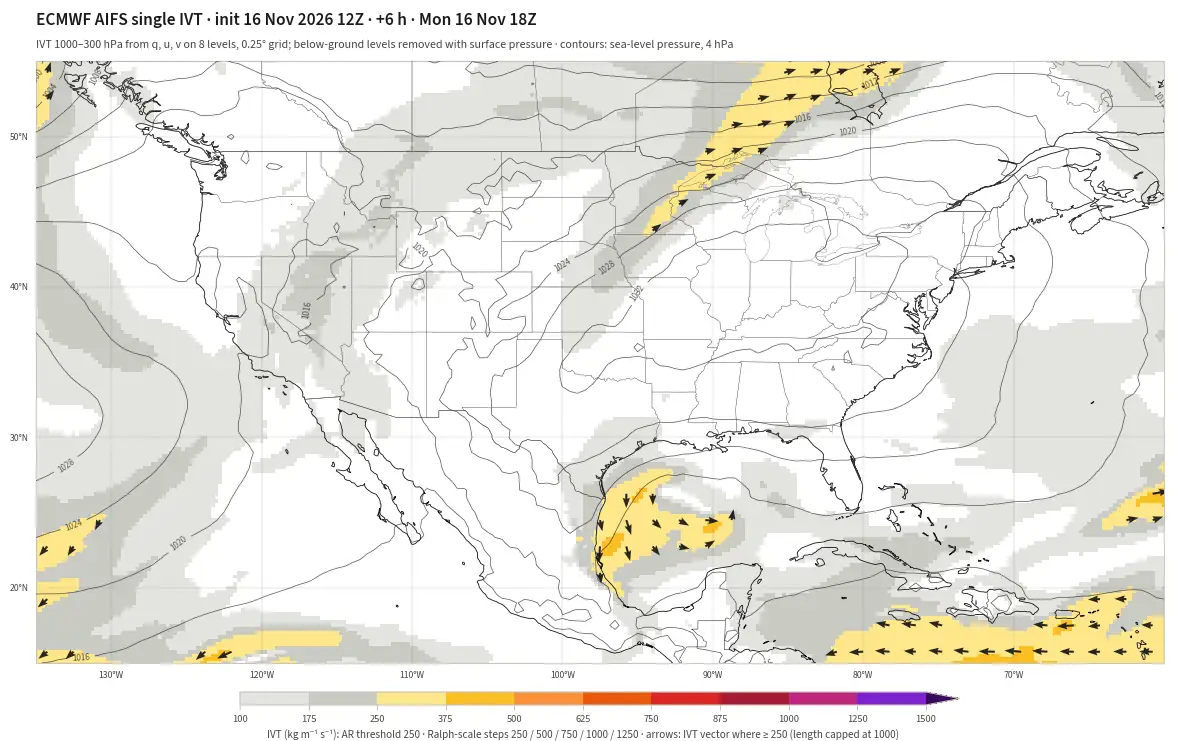 ECMWF AIFS single IVT · init 16 Nov 2026 12Z · +6 h · Mon 16 Nov 18Z
IVT 1000–300 hPa from q, u, v on 8 levels, 0.25° grid; below-ground levels removed with surface pressure · contours: sea-level pressure, 4 hPa
1012
1016
1020
50°N
1020
1024
1028
1032
40°N
1016
30°N
1028
1024
1020
20°N
1016
130°W 120°W 110°W 100°W 90°W 80°W 70°W
100 175 250 375 500 625 750 875 1000 1250 1500
IVT (kg m⁻¹ s⁻¹): AR threshold 250 · Ralph-scale steps 250 / 500 / 750 / 1000 / 1250 · arrows: IVT vector where ≥ 250 (length capped at 1000)